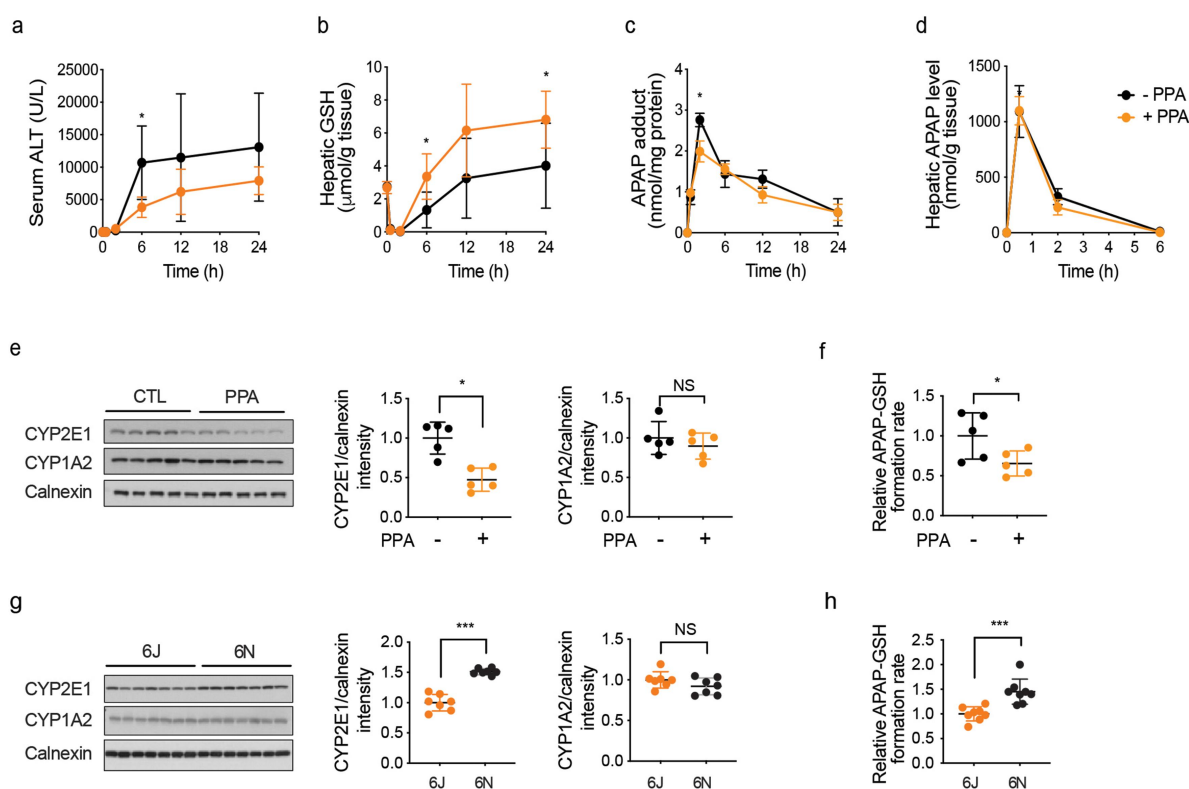 a
Serum ALT (U/L)
25000
20000
15000
10000
5000
0
*
0 6 12 18 24
Time (h)
b
Hepatic GSH
(μmol/g tissue)
10
8
6
4
2
0
*
*
0 6 12 18 24
Time (h)
c
APAP adduct
(nmol/mg protein)
4
3
2
1
0
*
0 6 12 18 24
Time (h)
d
Hepatic APAP level
(nmol/g tissue)
1500
1000
500
0
0 1 2 3 4 5 6
Time (h)
- PPA
+ PPA
e
CTL PPA
CYP2E1
CYP1A2
Calnexin
CYP2E1/calnexin
intensity
1.5
1.0
0.5
0.0
*
PPA - +
CYP1A2/calnexin
intensity
1.5
1.0
0.5
0.0
NS
PPA - +
f
Relative APAP-GSH
formation rate
1.5
1.0
0.5
0.0
*
PPA - +
g
6J 6N
CYP2E1
CYP1A2
Calnexin
CYP2E1/calnexin
intensity
2.0
1.5
1.0
0.5
0.0
***
6J 6N
CYP1A2/calnexin
intensity
1.5
1.0
0.5
0.0
NS
6J 6N
h
Relative APAP-GSH
formation rate
2.5
2.0
1.5
1.0
0.5
0.0
***
6J 6N